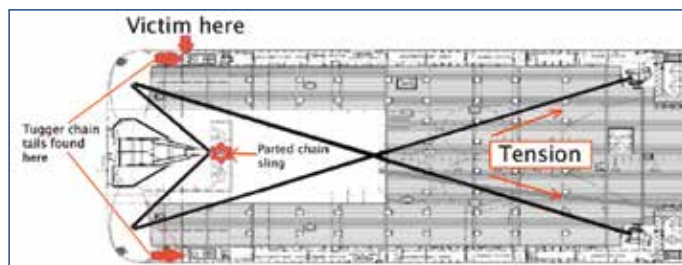 Victim here
Tugger chain
tails found
here
Parted chain
sling
Tension